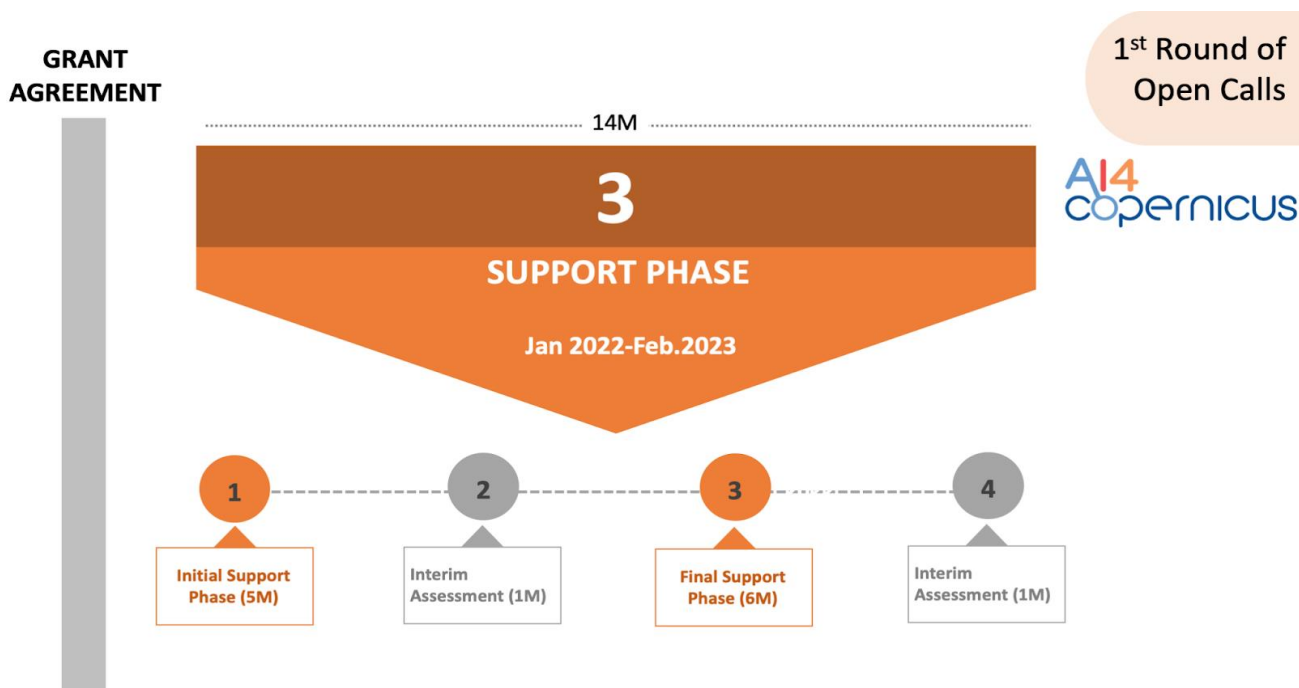 GRANT
AGREEMENT
1st Round of
Open Calls
14M
AI4
copernicus
3
SUPPORT PHASE
Jan 2022-Feb.2023
1
2
3
4
Initial Support
Phase (5M)
Interim
Assessment (1M)
Final Support
Phase (6M)
Interim
Assessment (1M)